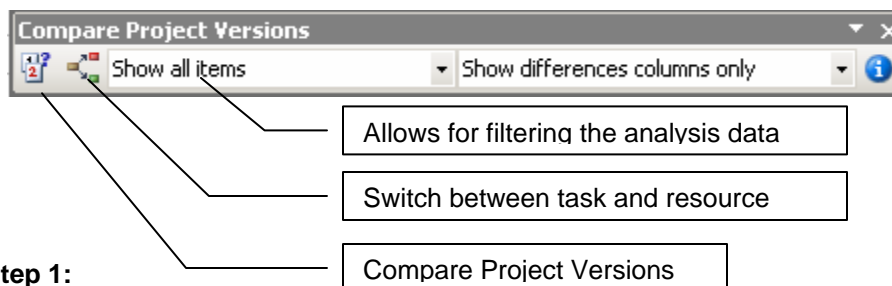 Compare Project Versions
Show all items
Show differences columns only
Allows for filtering the analysis data
Switch between task and resource
Compare Project Versions
tep 1: